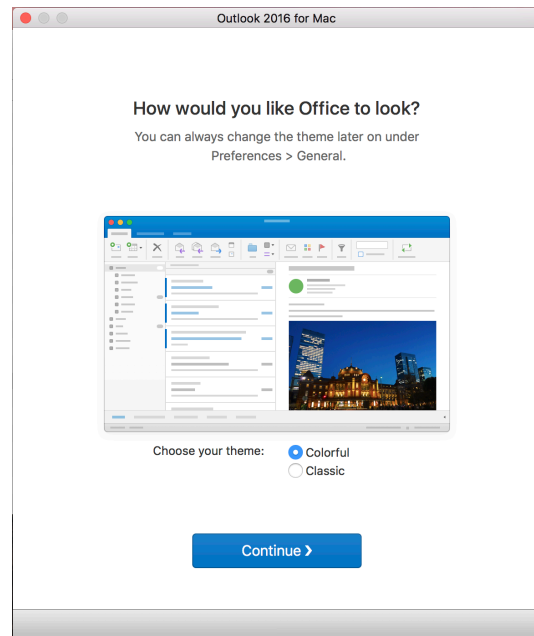 Outlook 2016 for Mac
How would you like Office to look?
You can always change the theme later on under
Preferences > General.
Choose your theme:
Colorful
Classic
Continue ❯